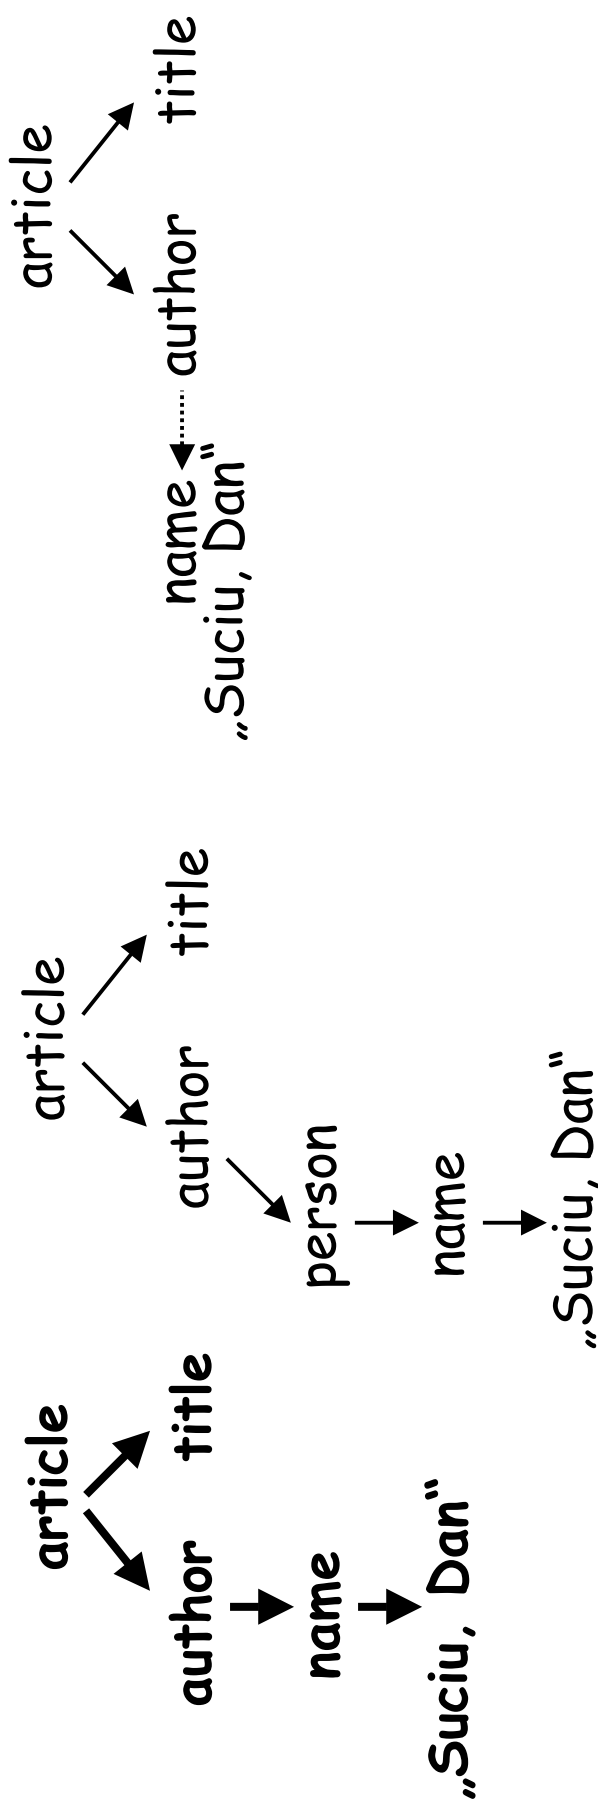 article
author title
name
„Suciu, Dan“
article
author title
person
name
„Suciu, Dan“
article
name author title
„Suciu, Dan“